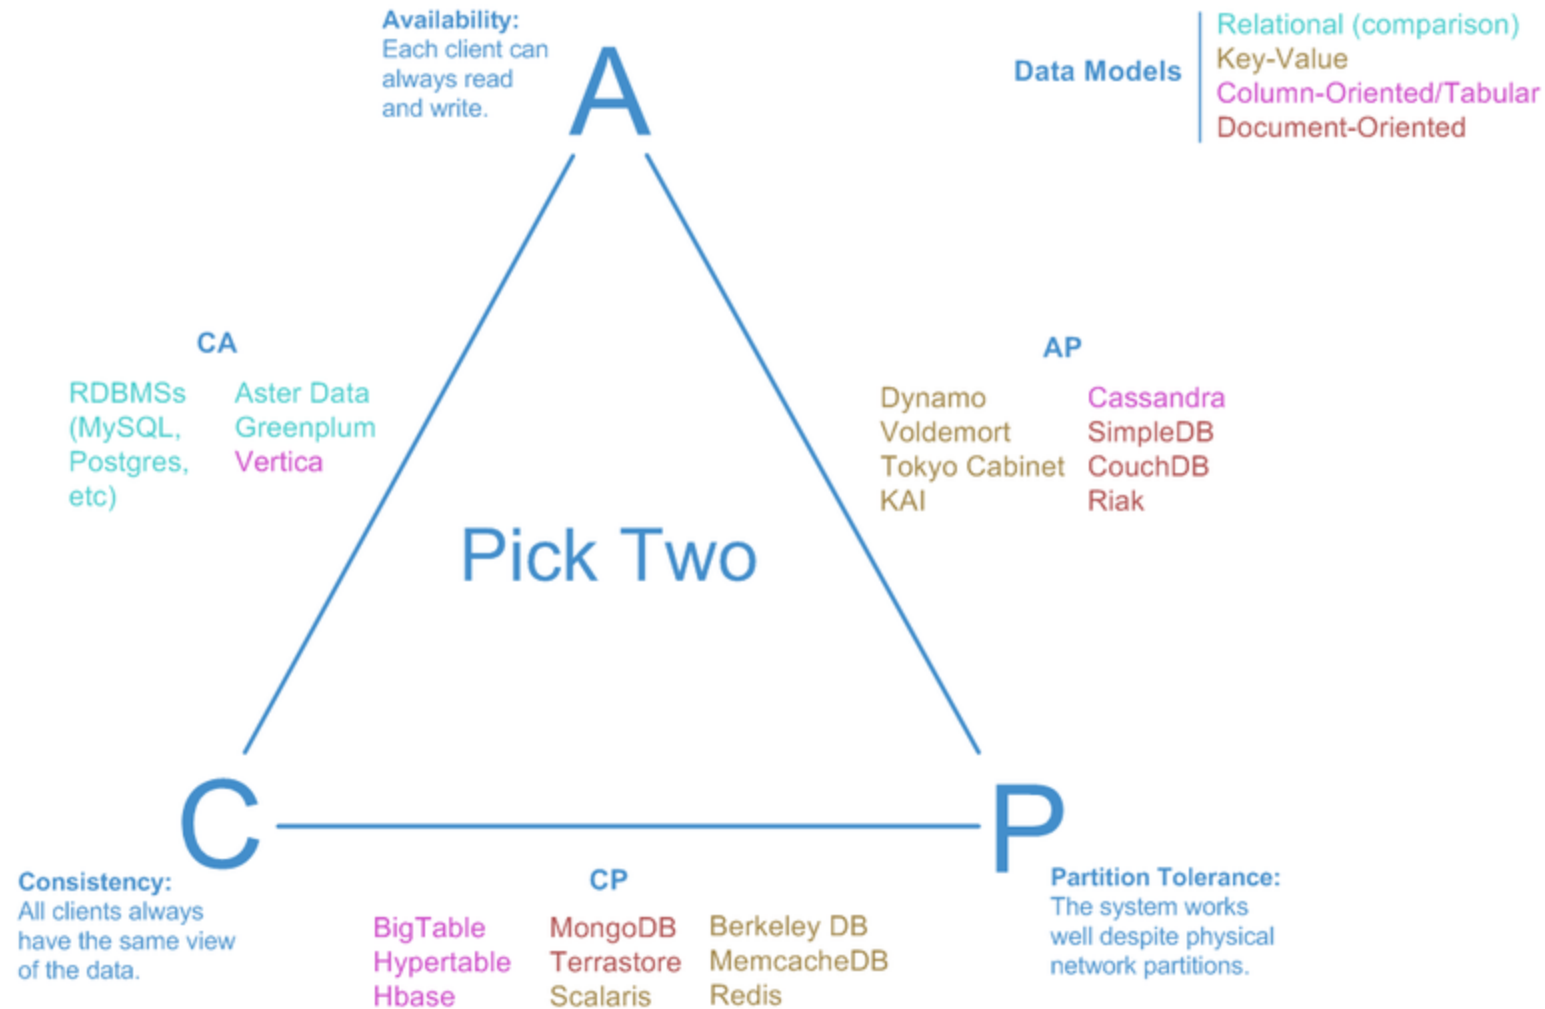 Availability:
Each client can
always read
and write.
A
Data Models
Relational (comparison)
Key-Value
Column-Oriented/Tabular
Document-Oriented
CA
RDBMSs
(MySQL,
Postgres,
etc)
Aster Data
Greenplum
Vertica
AP
Dynamo
Voldemort
Tokyo Cabinet
KAI
Cassandra
SimpleDB
CouchDB
Riak
Pick Two
C
Consistency:
All clients always
have the same view
of the data.
CP
BigTable
Hypertable
Hbase
MongoDB
Terrastore
Scalaris
Berkeley DB
MemcacheDB
Redis
P
Partition Tolerance:
The system works
well despite physical
network partitions.